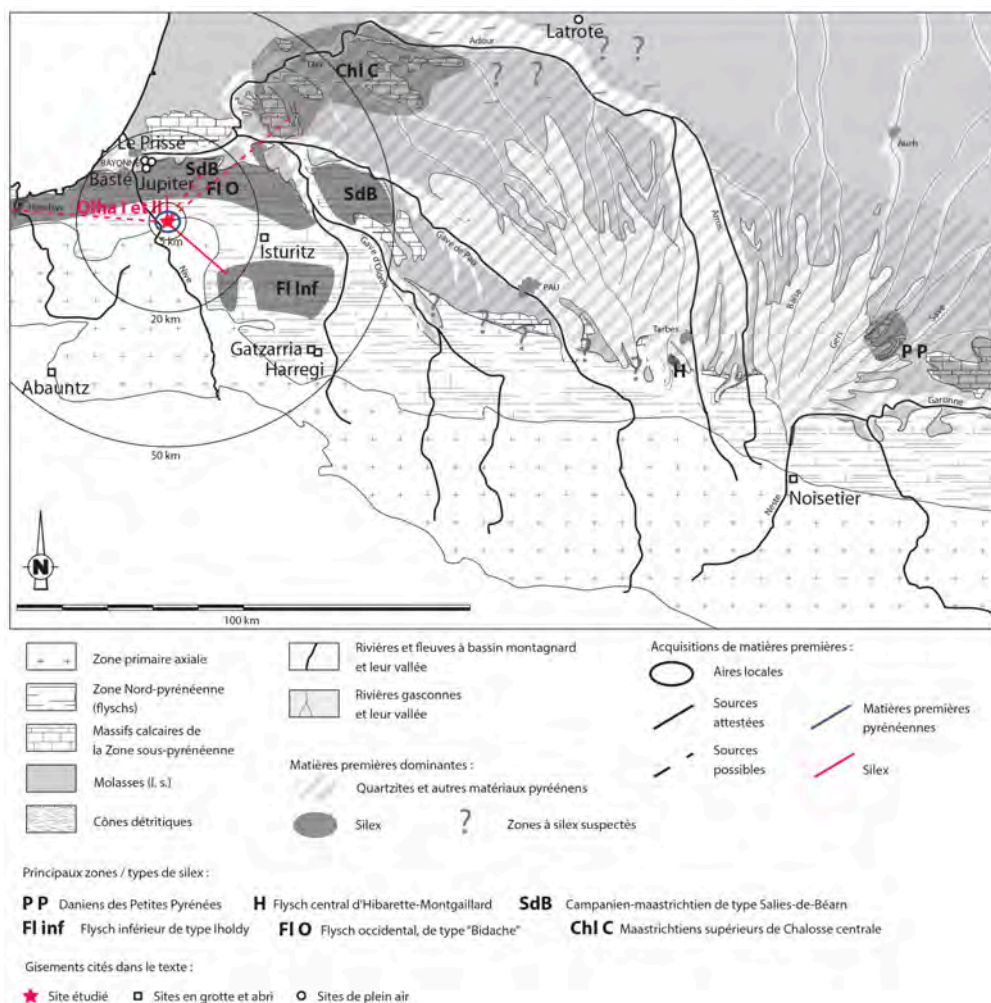 Latrote
Adour
Dax
Chl C
Le Prissé
BAYONNE
SdB
Basté Jupiter
Fl O
SdB
Olha I et II
Hendaye
5 km
Isturitz
Nive
Fl Inf
20 km
Gave d'Oloron
Gave de Pau
PAU
Arros
Auch
Baïse
Gers
Save
Tarbes
P P
H
Gatzarria
Harregi
Abauntz
Garonne
50 km
Neste
Noisetier
N
100 km
Zone primaire axiale
Zone Nord-pyrénéenne
(flyschs)
Massifs calcaires de
la Zone sous-pyrénéenne
Molasses (l. s.)
Cônes détritiques
Rivières et fleuves à bassin montagnard
et leur vallée
Rivières gasconnes
et leur vallée
Matières premières dominantes :
Quartzites et autres matériaux pyréénens
Silex
? Zones à silex suspectès
Acquisitions de matières premières :
Aires locales
Sources
attestées
Matières premières
pyrènéennes
Sources
possibles
Silex
Principaux zones / types de silex :
P P Daniens des Petites Pyrénées H Flysch central d'Hibarette-Montgaillard SdB Campanien-maastrichtien de type Salies-de-Béarn
Fl inf Flysch inférieur de type Iholdy Fl O Flysch occidental, de type "Bidache" Chl C Maastrichtiens supérieurs de Chalosse centrale
Gisements cités dans le texte :
Site étudié Sites en grotte et abri Sites de plein air